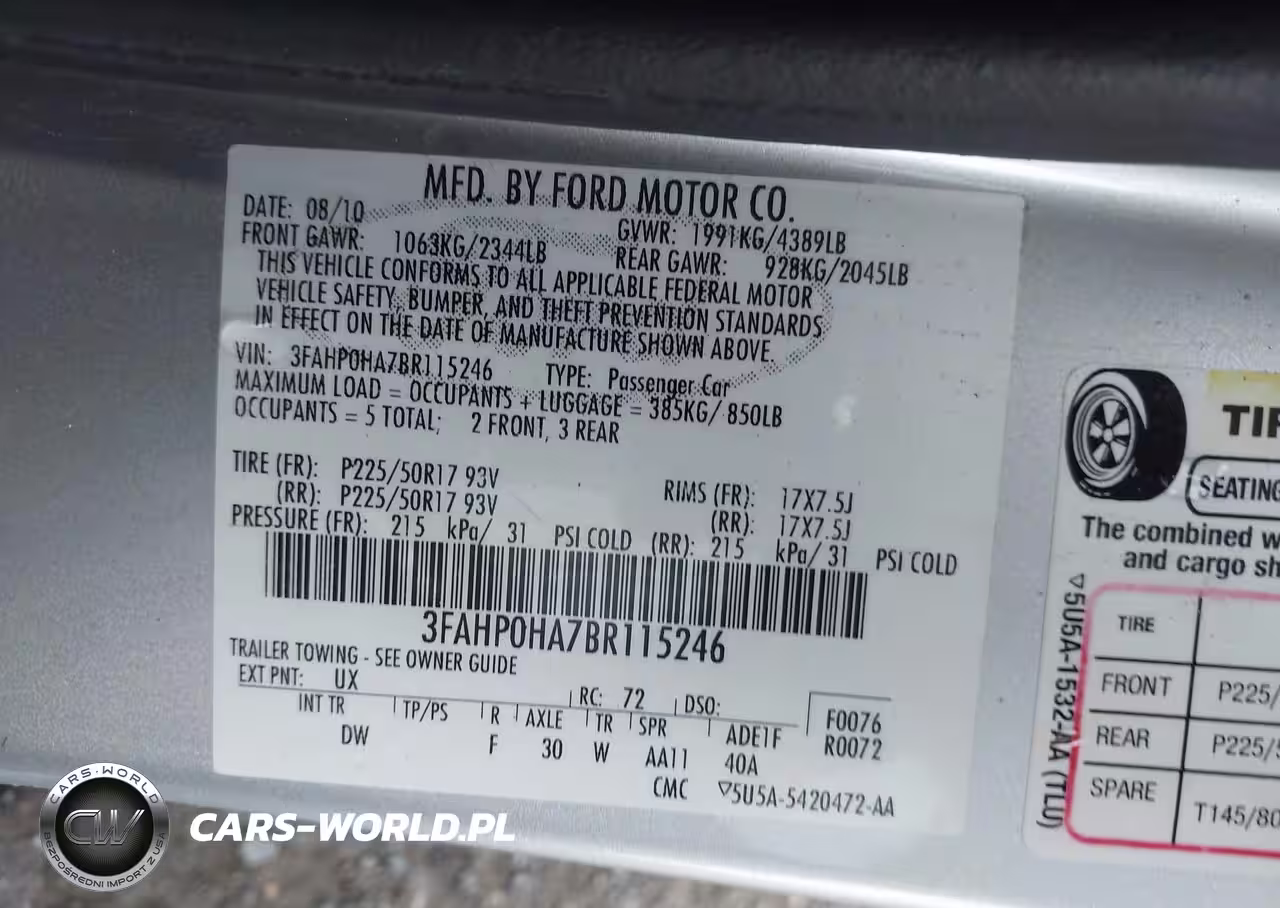 MFD. BY FORD MOTOR CO.
DATE: 08/10 GVWR: 1991KG/4389LB
FRONT GAWR: 1063KG/2344LB REAR GAWR: 928KG/2045LB
THIS VEHICLE CONFORMS TO ALL APPLICABLE FEDERAL MOTOR
VEHICLE SAFETY, BUMPER, AND THEFT PREVENTION STANDARDS
IN EFFECT ON THE DATE OF MANUFACTURE SHOWN ABOVE.
VIN: 3FAHP0HA7BR115246 TYPE: Passenger Car
MAXIMUM LOAD = OCCUPANTS + LUGGAGE = 385KG/ 850LB
OCCUPANTS = 5 TOTAL; 2 FRONT, 3 REAR
TIRE (FR): P225/50R17 93V RIMS (FR): 17X7.5J
(RR): P225/50R17 93V (RR): 17X7.5J
PRESSURE (FR): 215 kPa/ 31 PSI COLD (RR): 215 kPa/ 31 PSI COLD
3FAHP0HA7BR115246
TRAILER TOWING - SEE OWNER GUIDE
EXT PNT: UX RC: 72 DSO:
INT TR TP/PS R AXLE TR SPR ADE1F F0076
DW F 30 W AA11 40A R0072
CMC ▽5U5A-5420472-AA
TIR
SEATING
The combined w
and cargo sh
▽5U5A-1532-AA (TLU)
TIRE
FRONT P225/
REAR P225/5
SPARE T145/80
CARS-WORLD
CW
BEZPOŚREDNI IMPORT Z USA
CARS-WORLD.PL